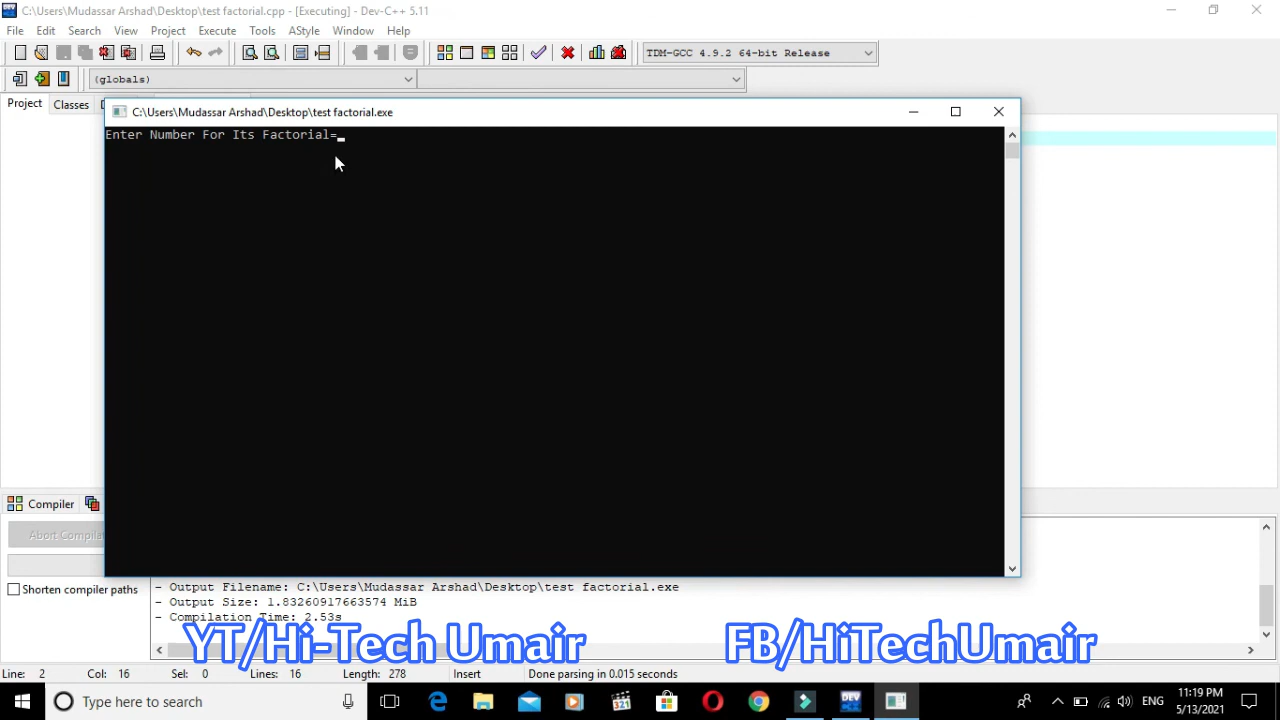 C:\Users\Mudassar Arshad\Desktop\test factorial.cpp - [Executing] - Dev-C++ 5.11
File Edit Search View Project Execute Tools AStyle Window Help
TDM-GCC 4.9.2 64-bit Release
(globals)
Project Classes
C:\Users\Mudassar Arshad\Desktop\test factorial.exe
Enter Number For Its Factorial=
Compiler
Abort Compila
Shorten compiler paths
- Output Filename: C:\Users\Mudassar Arshad\Desktop\test factorial.exe
- Output Size: 1.83260917663574 MiB
- Compilation Time: 2.53s
YT/Hi-Tech Umair FB/HiTechUmair
Line: 2 Col: 16 Sel: 0 Lines: 16 Length: 278 Insert Done parsing in 0.015 seconds
Type here to search
321
DEV
ENG
11:19 PM
5/13/2021